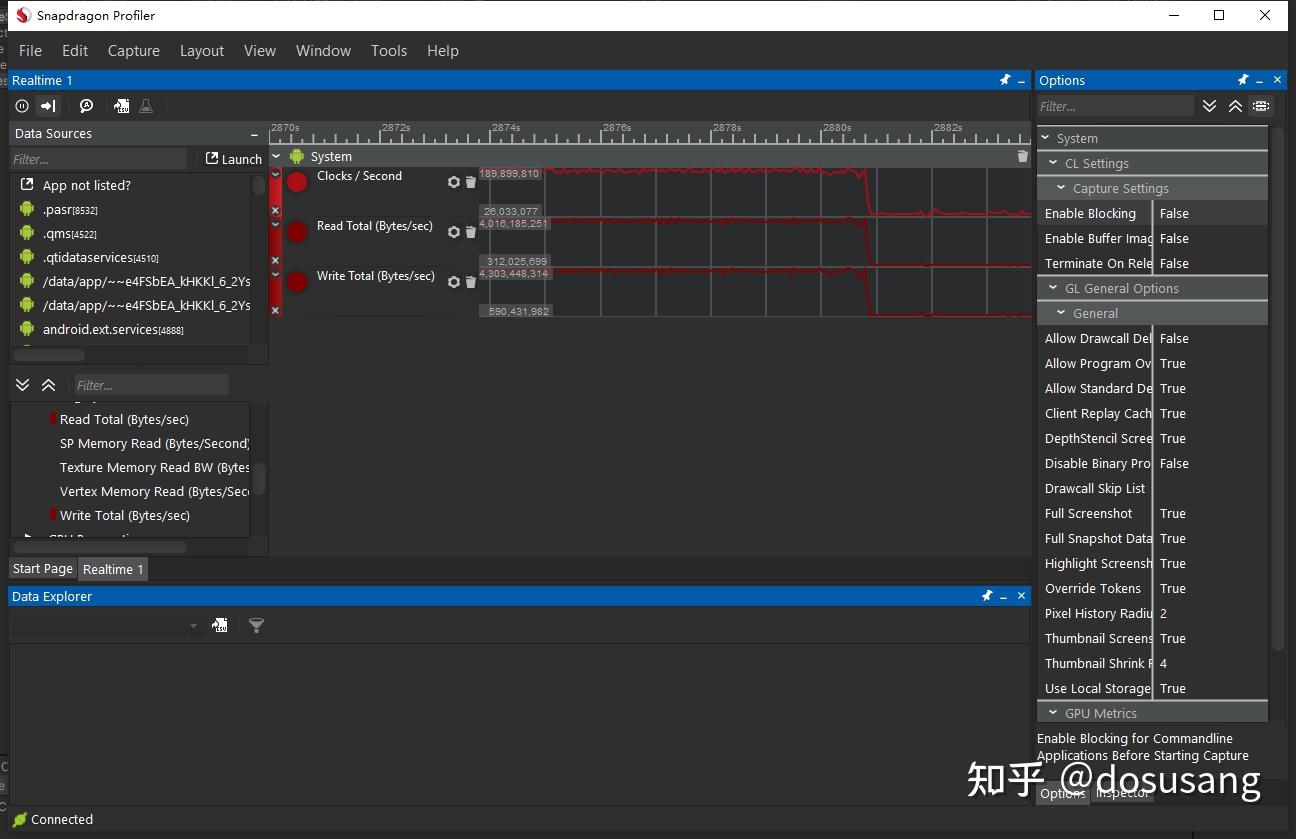 Snapdragon Profiler
File Edit Capture Layout View Window Tools Help
Realtime 1
Data Sources
Filter...
Launch
App not listed?
.pasr[8532]
.qms[4522]
.qtidataservices[4510]
/data/app/~~e4FSbEA_kHKKl_6_2Ys
/data/app/~~e4FSbEA_kHKKl_6_2Ys
android.ext.services[4888]
Filter...
Read Total (Bytes/sec)
SP Memory Read (Bytes/Second)
Texture Memory Read BW (Bytes
Vertex Memory Read (Bytes/Seco
Write Total (Bytes/sec)
Start Page Realtime 1
2870s 2872s 2874s 2876s 2878s 2880s 2882s
System
Clocks / Second
189,899,810
26,033,077
Read Total (Bytes/sec)
4,016,185,251
312,025,699
Write Total (Bytes/sec)
4,303,448,314
590,431,982
Data Explorer
Options
Filter...
System
CL Settings
Capture Settings
Enable Blocking False
Enable Buffer Imag False
Terminate On Rele False
GL General Options
General
Allow Drawcall Del False
Allow Program Ov True
Allow Standard De True
Client Replay Cach True
DepthStencil Scree True
Disable Binary Pro False
Drawcall Skip List
Full Screenshot True
Full Snapshot Data True
Highlight Screensh True
Override Tokens True
Pixel History Radiu 2
Thumbnail Screens True
Thumbnail Shrink F 4
Use Local Storage True
GPU Metrics
Enable Blocking for Commandline
Applications Before Starting Capture
Options Inspector
知乎 @dosusang
Connected